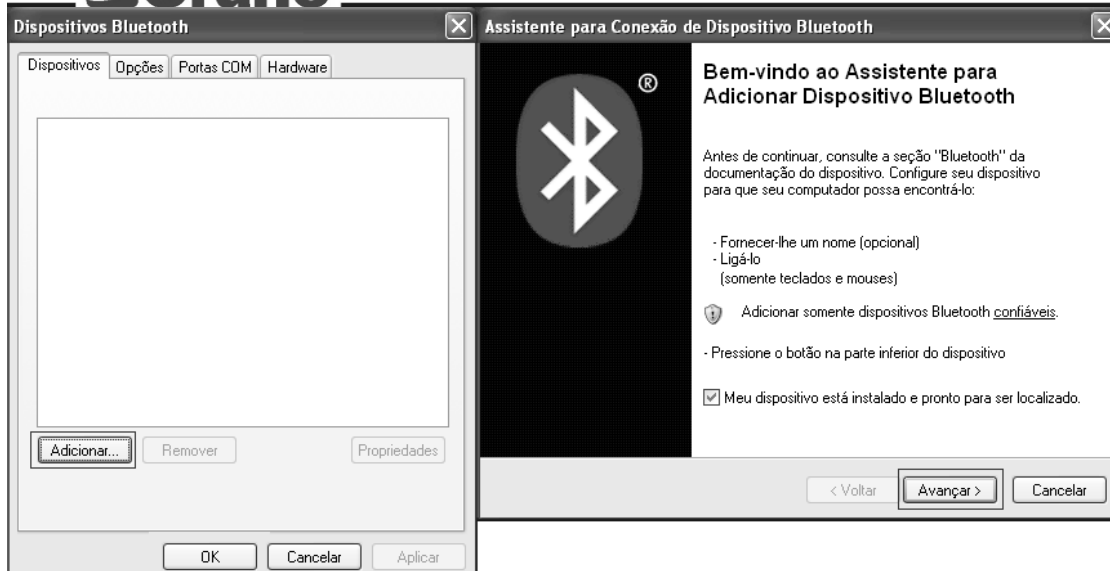 Dispositivos Bluetooth
Dispositivos
Opções
Portas COM
Hardware
Adicionar...
Remover
Propriedades
OK
Cancelar
Aplicar
Assistente para Conexão de Dispositivo Bluetooth
®
Bem-vindo ao Assistente para
Adicionar Dispositivo Bluetooth
Antes de continuar, consulte a seção "Bluetooth" da
documentação do dispositivo. Configure seu dispositivo
para que seu computador possa encontrá-lo:
- Fornecer-lhe um nome (opcional)
- Ligá-lo
(somente teclados e mouses)
Adicionar somente dispositivos Bluetooth confiáveis.
- Pressione o botão na parte inferior do dispositivo
Meu dispositivo está instalado e pronto para ser localizado.
< Voltar
Avançar >
Cancelar